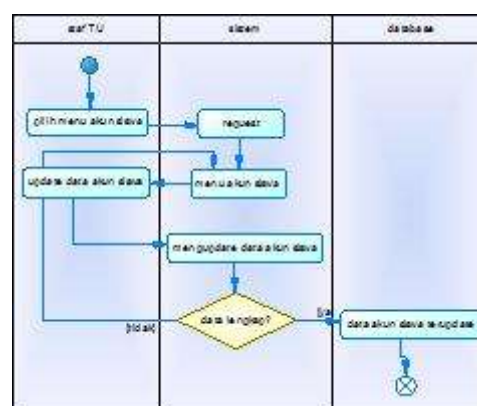 staf TU
sistem
database
pilih menu akun siswa
request
update data akun siswa
menu akun siswa
mengupdate data akun siswa
data lengkap?
[tidak]
[ya]
data akun siswa terupdate